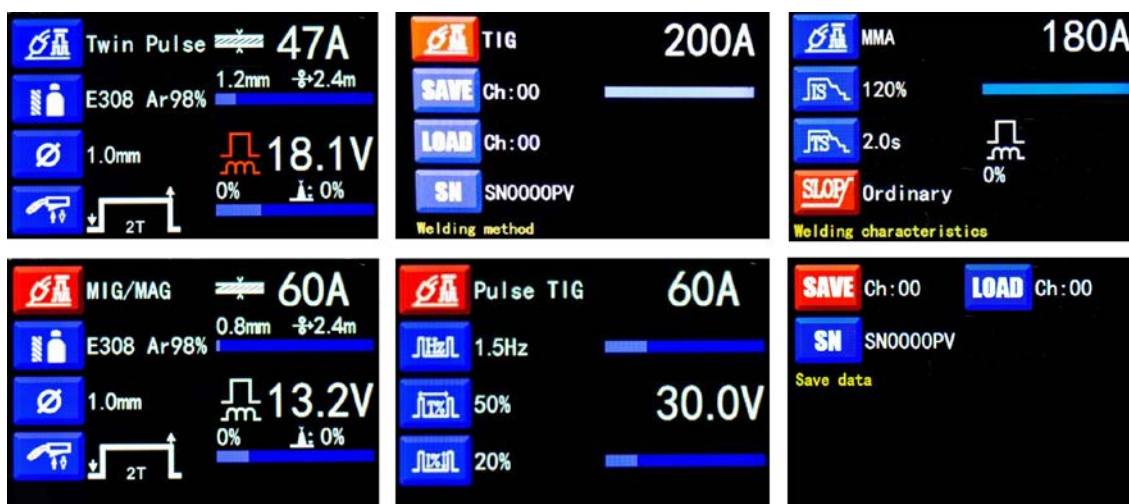 Twin Pulse 47A
1.2mm 2.4m
E308 Ar98%
1.0mm 18.1V
0% 0%
2T
TIG 200A
SAVE Ch:00
LOAD Ch:00
SN SN0000PV
Welding method
MMA 180A
IS 120%
TS 2.0s
0%
SLOP Ordinary
Welding characteristics
MIG/MAG 60A
0.8mm 2.4m
E308 Ar98%
1.0mm 13.2V
0% 0%
2T
Pulse TIG 60A
Hz 1.5Hz
T% 50% 30.0V
I% 20%
SAVE Ch:00 LOAD Ch:00
SN SN0000PV
Save data